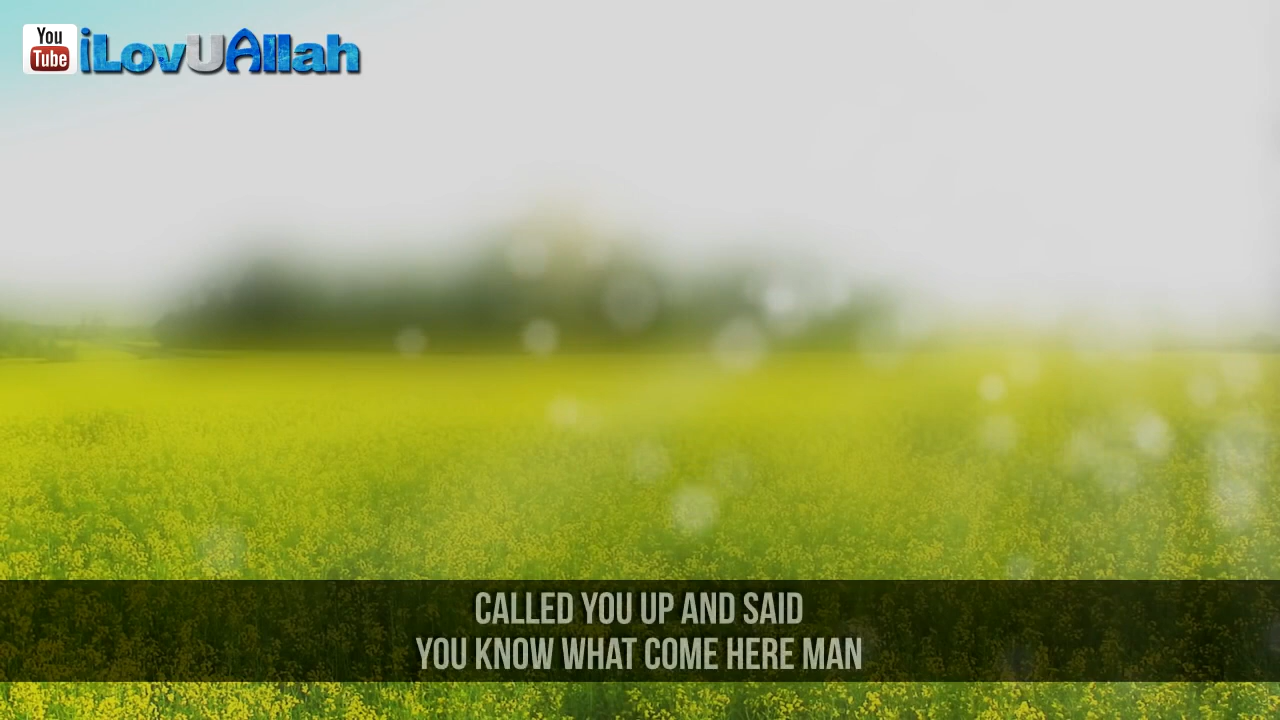 You
Tube
iLovUAllah
CALLED YOU UP AND SAID
YOU KNOW WHAT COME HERE MAN